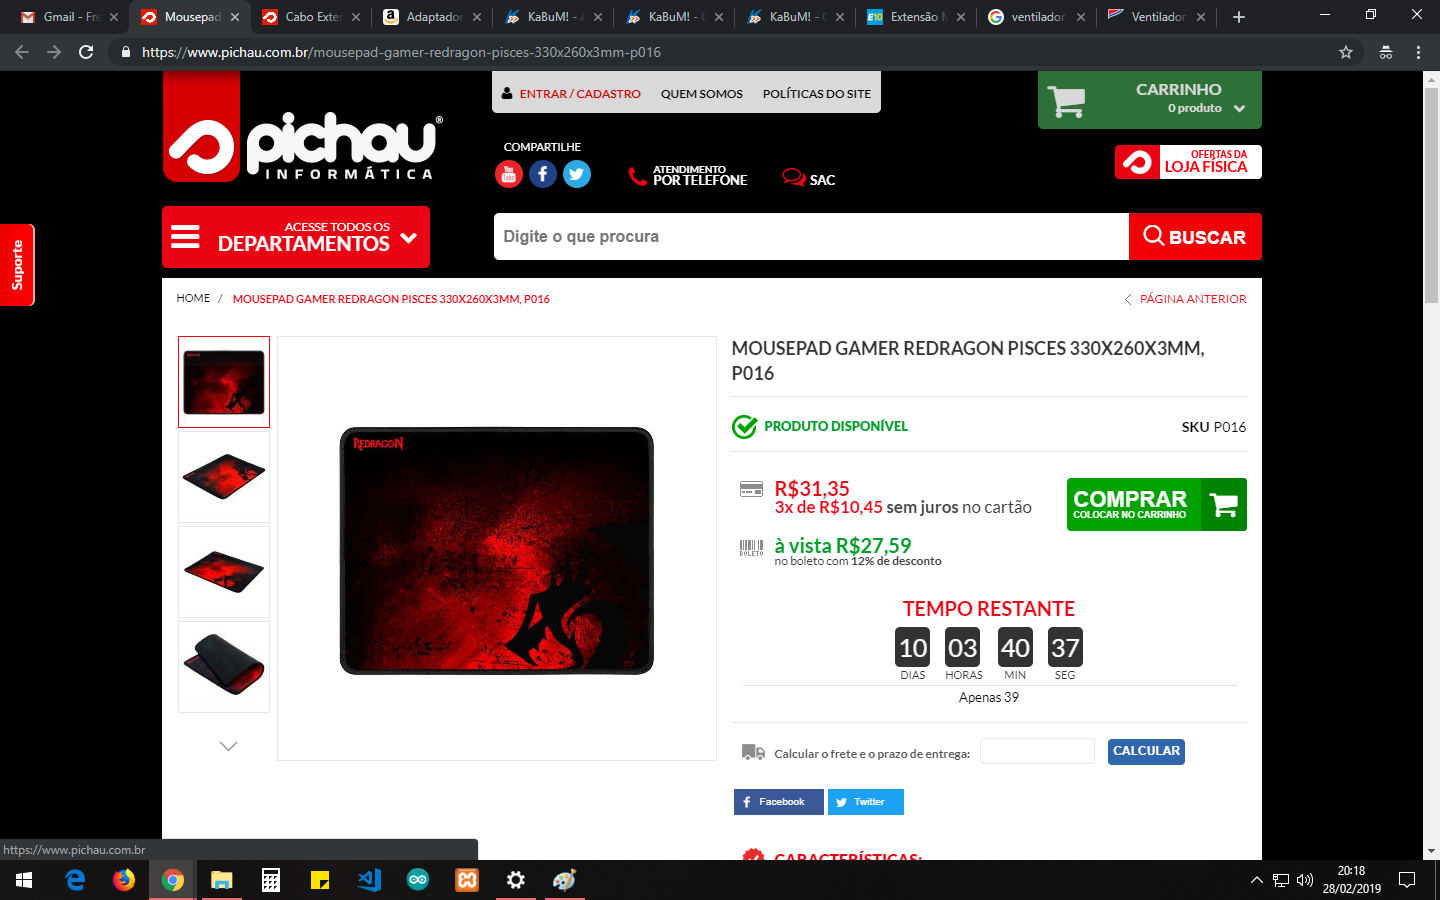 Gmail - Fre
Mousepad
Cabo Exter
Adaptador
KaBuM! - A
KaBuM! - C
KaBuM! - C
E10
Extensão M
ventilador
Ventilador
https://www.pichau.com.br/mousepad-gamer-redragon-pisces-330x260x3mm-p016
ENTRAR / CADASTRO
QUEM SOMOS
POLÍTICAS DO SITE
CARRINHO
0 produto
pichau®
INFORMÁTICA
COMPARTILHE
You Tube
ATENDIMENTO
POR TELEFONE
SAC
OFERTAS DA
LOJA FÍSICA
ACESSE TODOS OS
DEPARTAMENTOS
Digite o que procura
BUSCAR
Suporte
HOME / MOUSEPAD GAMER REDRAGON PISCES 330X260X3MM, P016
PÁGINA ANTERIOR
REDRAGON
MOUSEPAD GAMER REDRAGON PISCES 330X260X3MM,
P016
PRODUTO DISPONÍVEL
SKU P016
R$31,35
3x de R$10,45 sem juros no cartão
COMPRAR
COLOCAR NO CARRINHO
BOLETO
à vista R$27,59
no boleto com 12% de desconto
TEMPO RESTANTE
10 03 40 37
DIAS HORAS MIN SEG
Apenas 39
Calcular o frete e o prazo de entrega:
CALCULAR
Facebook
Twitter
CARACTERÍSTICAS:
https://www.pichau.com.br
20:18
28/02/2019